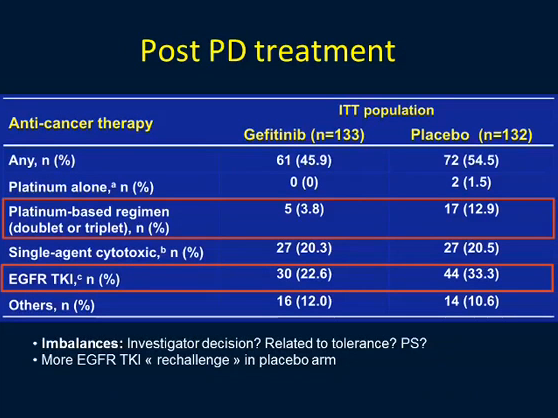 Post PD treatment
Anti-cancer therapy
ITT population
Gefitinib (n=133) Placebo (n=132)
Any, n (%) 61 (45.9) 72 (54.5)
Platinum alone,a n (%) 0 (0) 2 (1.5)
Platinum-based regimen 5 (3.8) 17 (12.9)
(doublet or triplet), n (%)
Single-agent cytotoxic,b n (%) 27 (20.3) 27 (20.5)
EGFR TKI,c n (%) 30 (22.6) 44 (33.3)
Others, n (%) 16 (12.0) 14 (10.6)
• Imbalances: Investigator decision? Related to tolerance? PS?
• More EGFR TKI « rechallenge » in placebo arm